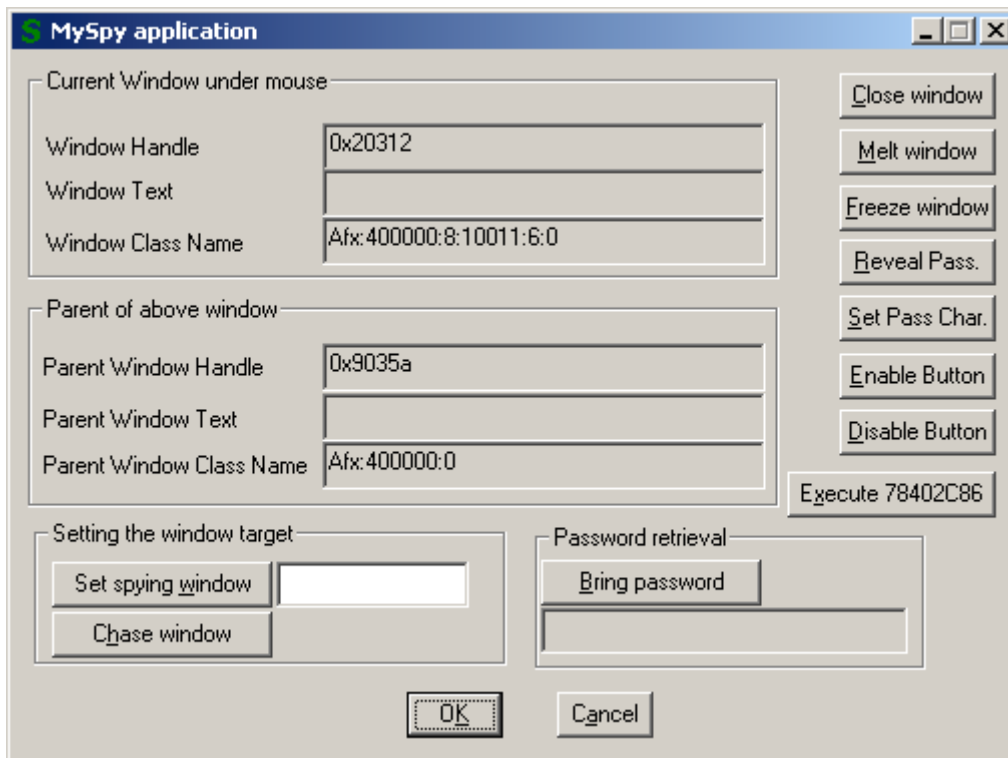 S MySpy application
Current Window under mouse
Window Handle 0x20312
Window Text
Window Class Name Afx:400000:8:10011:6:0
Parent of above window
Parent Window Handle 0x9035a
Parent Window Text
Parent Window Class Name Afx:400000:0
Close window
Melt window
Freeze window
Reveal Pass.
Set Pass Char.
Enable Button
Disable Button
Execute 78402C86
Setting the window target
Set spying window
Chase window
Password retrieval
Bring password
OK
Cancel